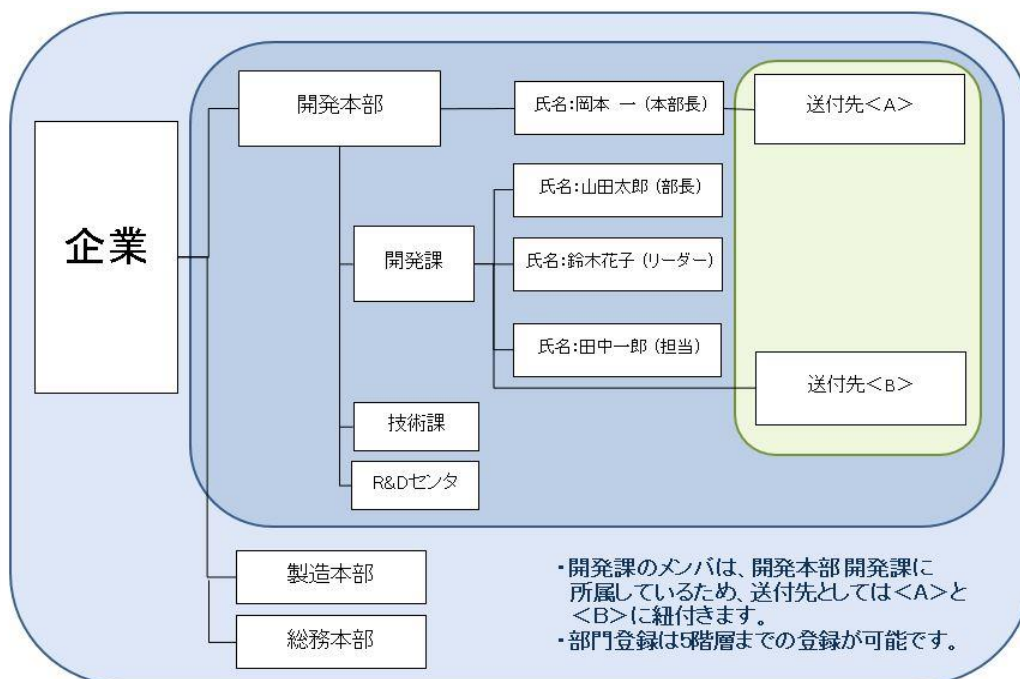 企業
開発本部
氏名:岡本 一 (本部長)
送付先<A>
氏名:山田太郎 (部長)
開発課
氏名:鈴木花子 (リーダー)
氏名:田中一郎 (担当)
送付先<B>
技術課
R&Dセンタ
製造本部
総務本部
・開発課のメンバは、開発本部 開発課に
所属しているため、送付先としては<A>と
<B>に紐付きます。
・部門登録は5階層までの登録が可能です。